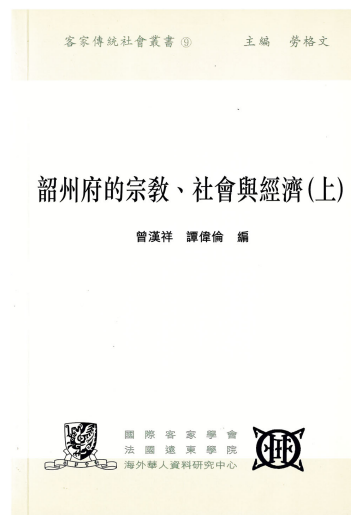 客家傳統社會叢書⑨ 主編 勞格文
韶州府的宗教、社會與經濟(上)
曾漢祥 譚偉倫 編
國際客家學會
法國遠東學院
海外華人資料研究中心